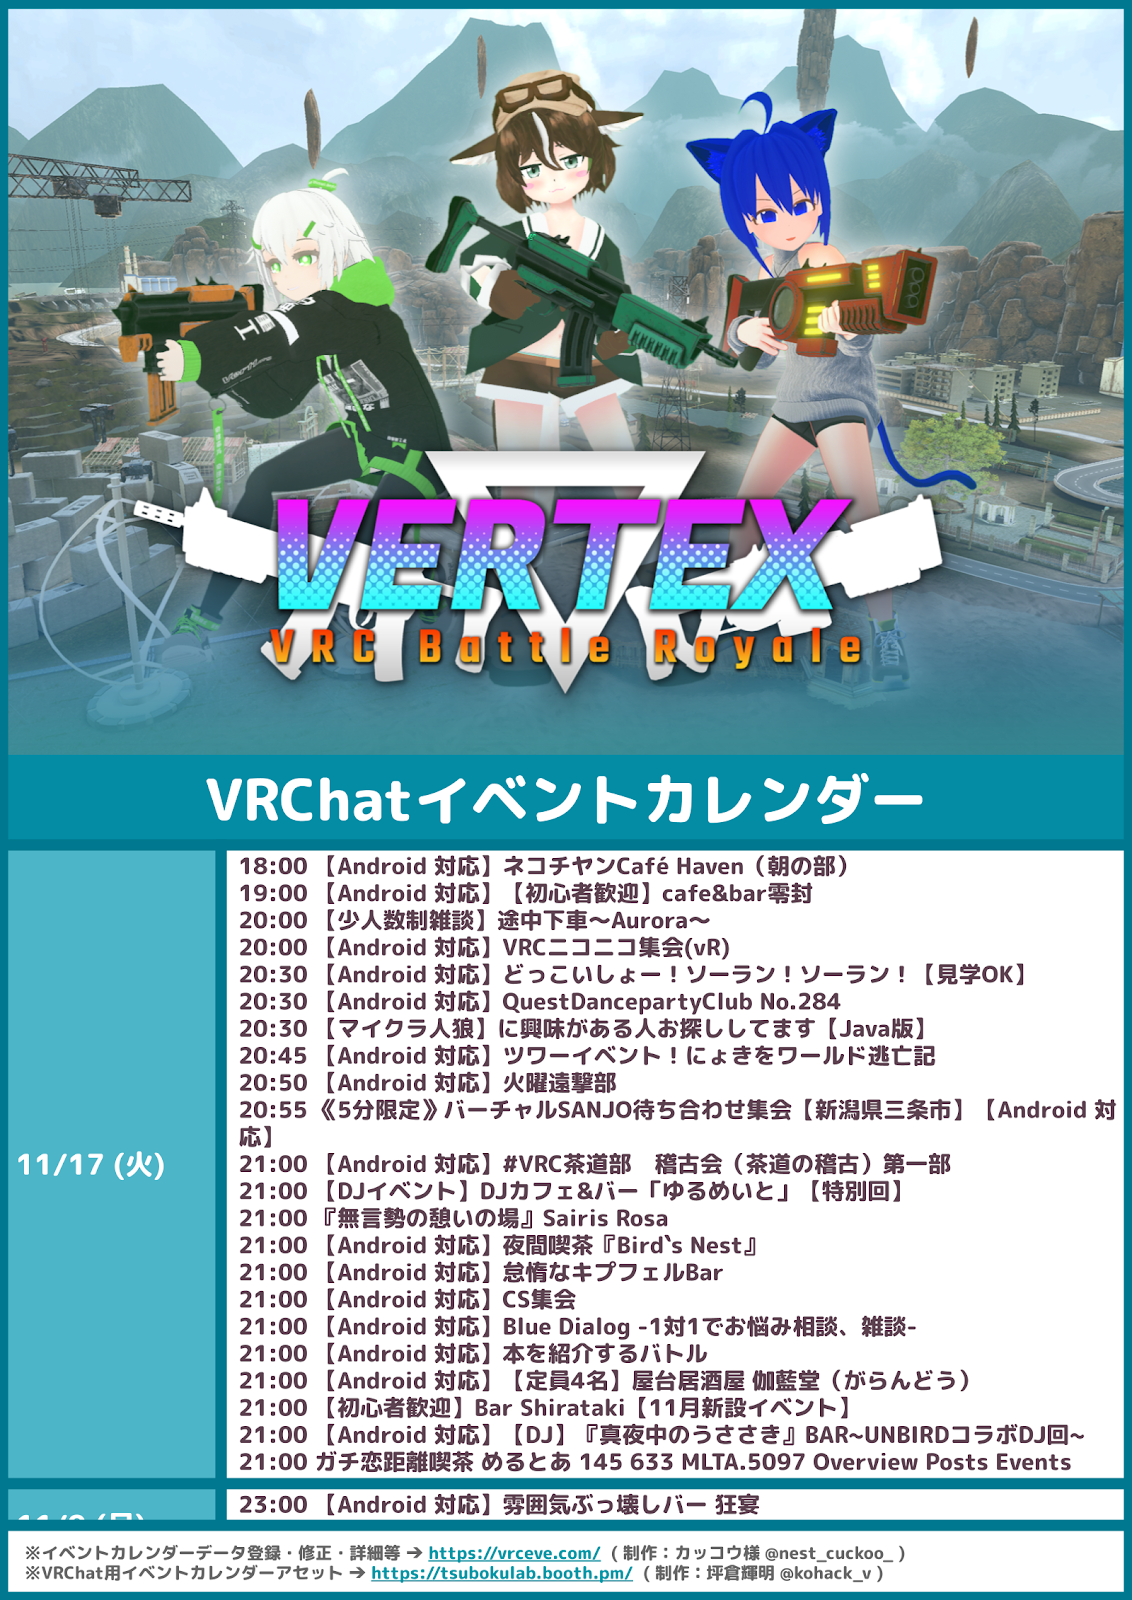 VERTEX
VRC Battle Royale
VRChatイベントカレンダー
11/17 (火)
18:00 【Android 対応】ネコチヤンCafé Haven（朝の部）
19:00 【Android 対応】【初心者歓迎】cafe&bar零封
20:00 【少人数制雑談】途中下車～Aurora～
20:00 【Android 対応】VRCニコニコ集会(vR)
20:30 【Android 対応】どっこいしょー！ソーラン！ソーラン！【見学OK】
20:30 【Android 対応】QuestDancepartyClub No.284
20:30 【マイクラ人狼】に興味がある人お探ししてます【Java版】
20:45 【Android 対応】ツワーイベント！にょきをワールド逃亡記
20:50 【Android 対応】火曜遠撃部
20:55 《5分限定》バーチャルSANJO待ち合わせ集会【新潟県三条市】【Android 対
応】
21:00 【Android 対応】#VRC茶道部　稽古会（茶道の稽古）第一部
21:00 【DJイベント】DJカフェ&バー「ゆるめいと」【特別回】
21:00 『無言勢の憩いの場』Sairis Rosa
21:00 【Android 対応】夜間喫茶『Bird‵s Nest』
21:00 【Android 対応】怠惰なキプフェルBar
21:00 【Android 対応】CS集会
21:00 【Android 対応】Blue Dialog -1対1でお悩み相談、雑談-
21:00 【Android 対応】本を紹介するバトル
21:00 【Android 対応】【定員4名】屋台居酒屋 伽藍堂（がらんどう）
21:00 【初心者歓迎】Bar Shirataki【11月新設イベント】
21:00 【Android 対応】【DJ】『真夜中のうささき』BAR~UNBIRDコラボDJ回~
21:00 ガチ恋距離喫茶 めるとあ 145 633 MLTA.5097 Overview Posts Events
23:00 【Android 対応】雰囲気ぶっ壊しバー 狂宴
※イベントカレンダーデータ登録・修正・詳細等 → https://vrceve.com/ ( 制作：カッコウ様 @nest_cuckoo_ )
※VRChat用イベントカレンダーアセット → https://tsubokulab.booth.pm/ ( 制作：坪倉輝明 @kohack_v )